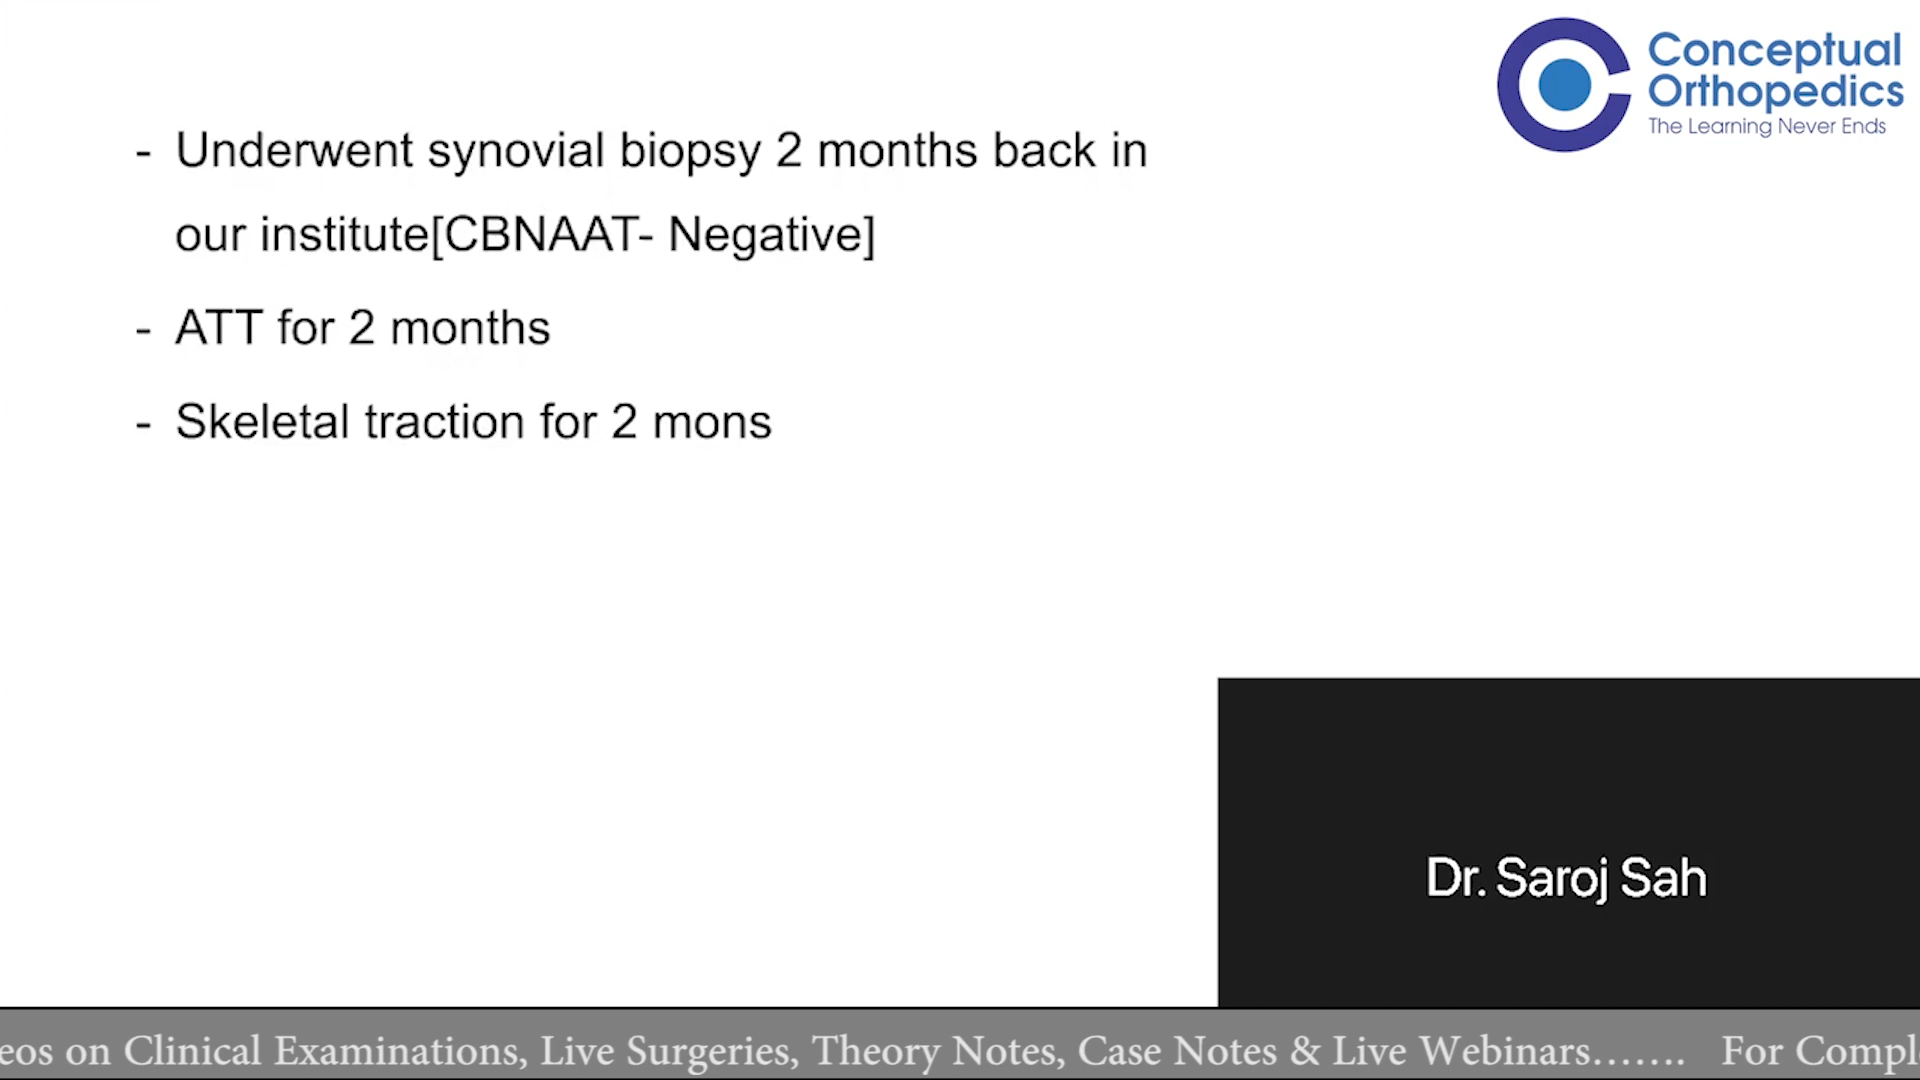 Conceptual
Orthopedics
The Learning Never Ends
- Underwent synovial biopsy 2 months back in
our institute[CBNAAT- Negative]
- ATT for 2 months
- Skeletal traction for 2 mons
Dr. Saroj Sah
eos on Clinical Examinations, Live Surgeries, Theory Notes, Case Notes & Live Webinars....... For Compl